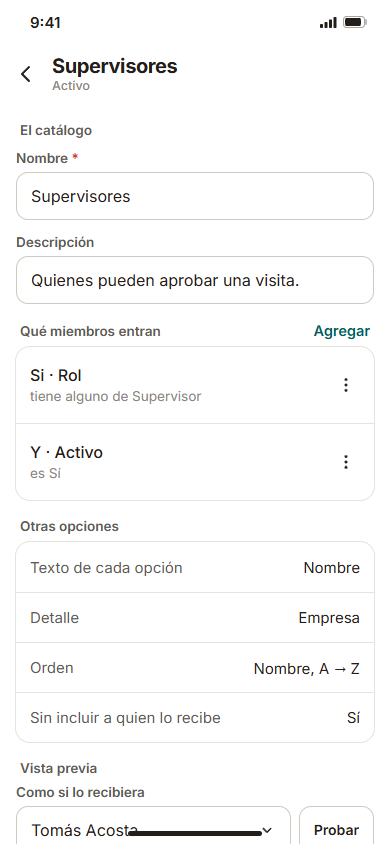 9:41
Supervisores
Activo
El catálogo
Nombre *
Supervisores
Descripción
Quienes pueden aprobar una visita.
Qué miembros entran
Agregar
Si · Rol
tiene alguno de Supervisor
Y · Activo
es Sí
Otras opciones
Texto de cada opción
Nombre
Detalle
Empresa
Orden
Nombre, A → Z
Sin incluir a quien lo recibe
Sí
Vista previa
Como si lo recibiera
Tomás Acosta
Probar